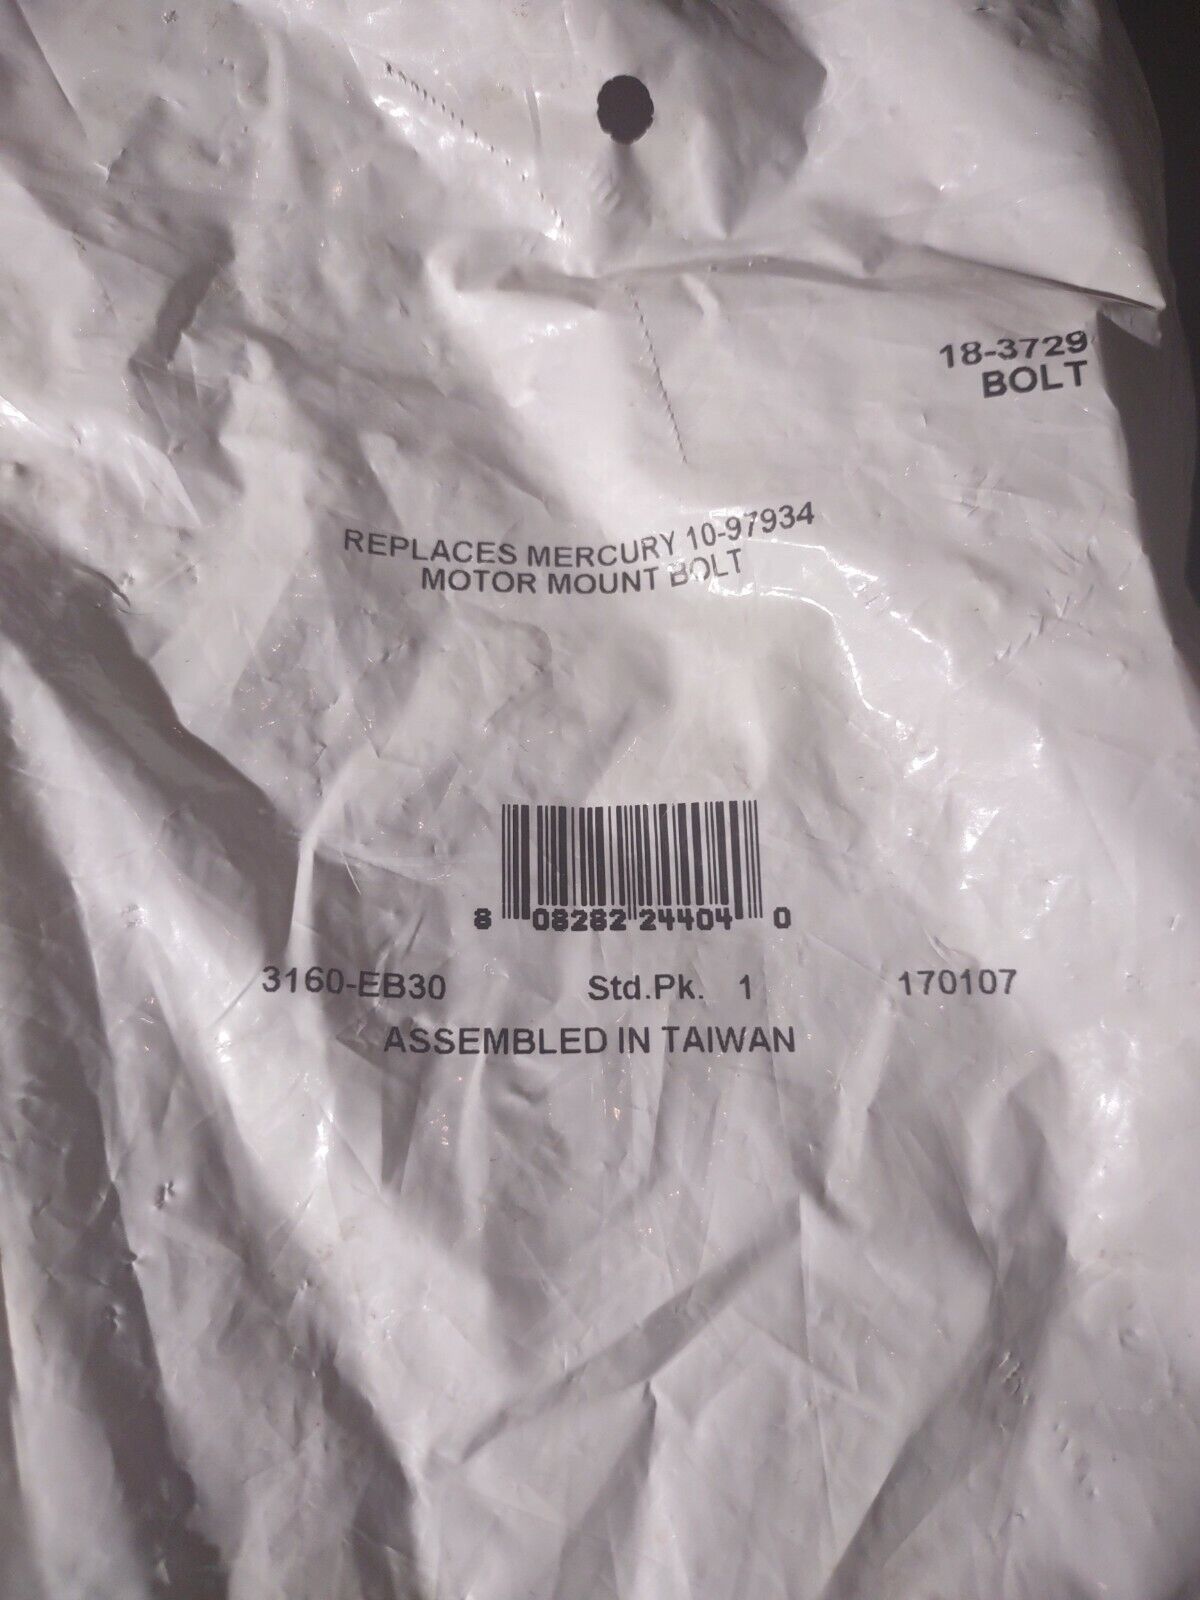 18-3729
BOLT
REPLACES MERCURY 10-97934
MOTOR MOUNT BOLT
8 08282 24404 0
3160-EB30 Std.Pk. 1 170107
ASSEMBLED IN TAIWAN